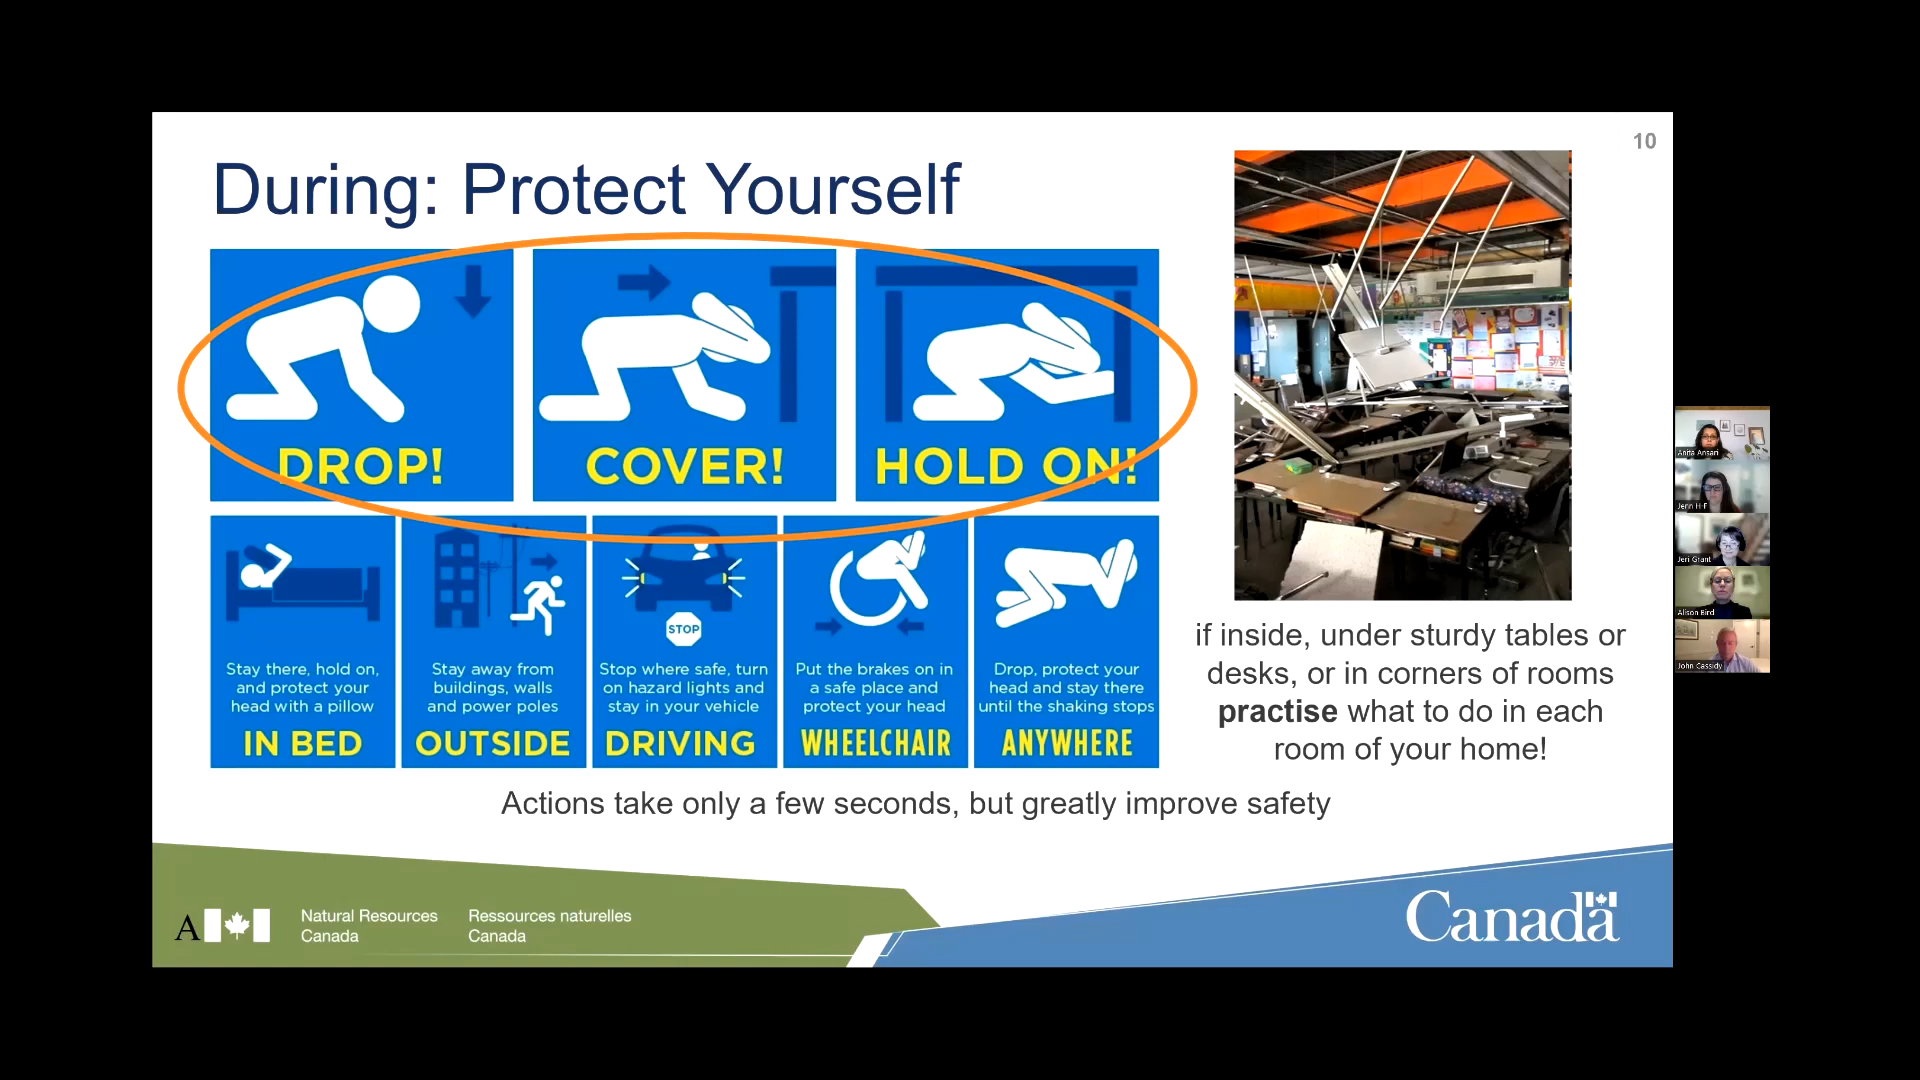 10
During: Protect Yourself
DROP!
COVER!
HOLD ON!
Stay there, hold on,
and protect your
head with a pillow
IN BED
Stay away from
buildings, walls
and power poles
OUTSIDE
STOP
Stop where safe, turn
on hazard lights and
stay in your vehicle
DRIVING
Put the brakes on in
a safe place and
protect your head
WHEELCHAIR
Drop, protect your
head and stay there
until the shaking stops
ANYWHERE
if inside, under sturdy tables or
desks, or in corners of rooms
practise what to do in each
room of your home!
Actions take only a few seconds, but greatly improve safety
A
Natural Resources
Canada
Ressources naturelles
Canada
Canada
Anita Ansari
Jenn H-F
Jeri Grant
Alison Bird
John Cassidy